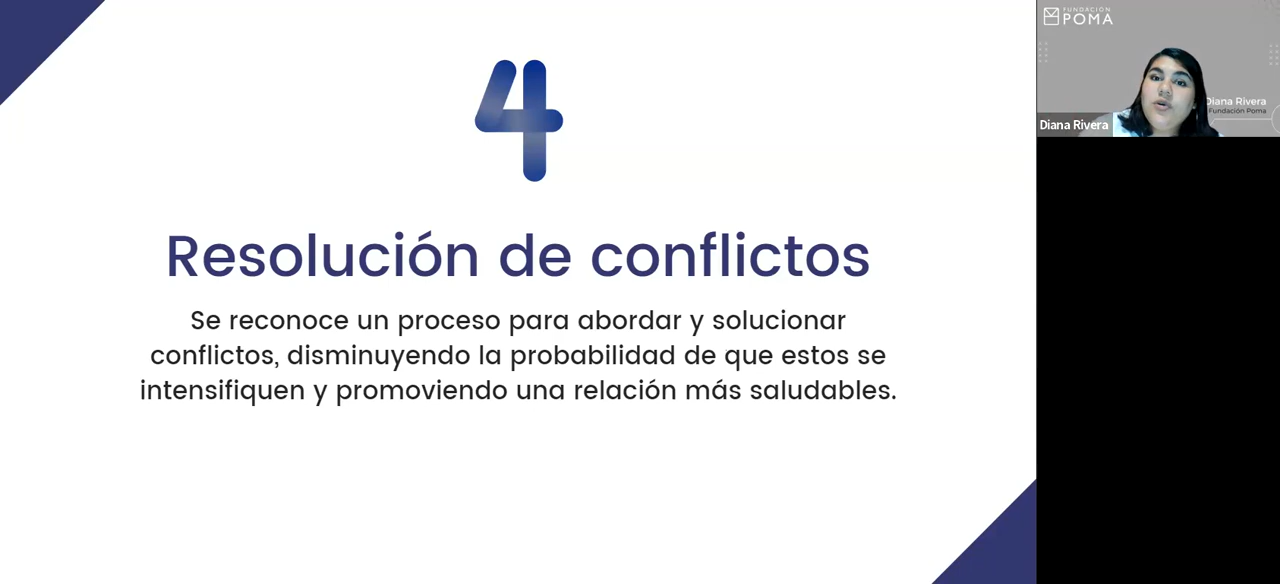 4
Resolución de conflictos
Se reconoce un proceso para abordar y solucionar
conflictos, disminuyendo la probabilidad de que estos se
intensifiquen y promoviendo una relación más saludables.
FUNDACIÓN
POMA
Diana Rivera
Fundación Poma
Diana Rivera